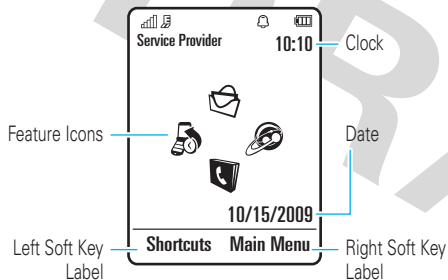 Service Provider
10:10
Clock
Feature Icons
Date
10/15/2009
Shortcuts
Main Menu
Left Soft Key
Label
Right Soft Key
Label